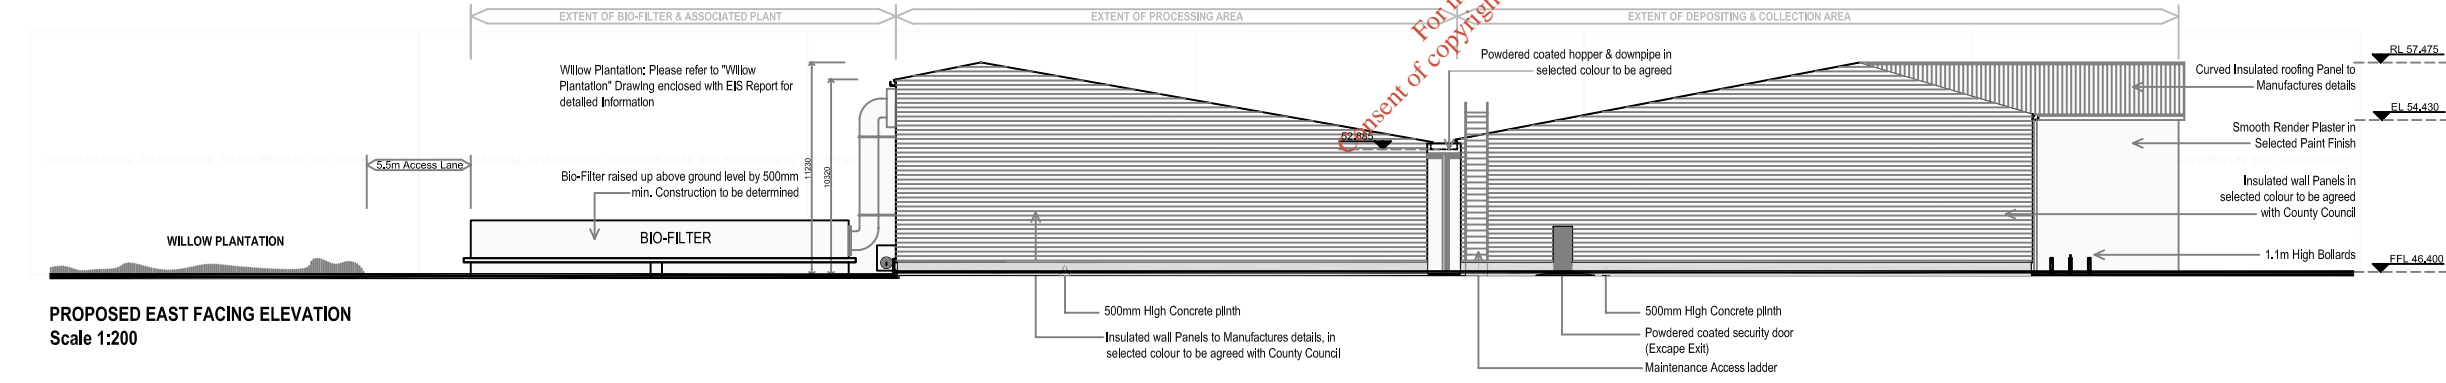 EXTENT OF BIO-FILTER & ASSOCIATED PLANT
EXTENT OF PROCESSING AREA
EXTENT OF DEPOSITING & COLLECTION AREA
For in
Consent of copyright
Willow Plantation: Please refer to "Willow
Plantation" Drawing enclosed with EIS Report for
detailed Information
Powdered coated hopper & downpipe in
selected colour to be agreed
RL 57.475
Curved Insulated roofing Panel to
Manufactures details
EL 54.430
Smooth Render Plaster in
Selected Paint Finish
52.885
5.5m Access Lane
11230
10320
Bio-Filter raised up above ground level by 500mm
min. Construction to be determined
Insulated wall Panels in
selected colour to be agreed
with County Council
WILLOW PLANTATION
BIO-FILTER
1.1m High Bollards
FFL 46.400
PROPOSED EAST FACING ELEVATION
Scale 1:200
500mm High Concrete plinth
Insulated wall Panels to Manufactures details, in
selected colour to be agreed with County Council
500mm High Concrete plinth
Powdered coated security door
(Excape Exit)
Maintenance Access ladder